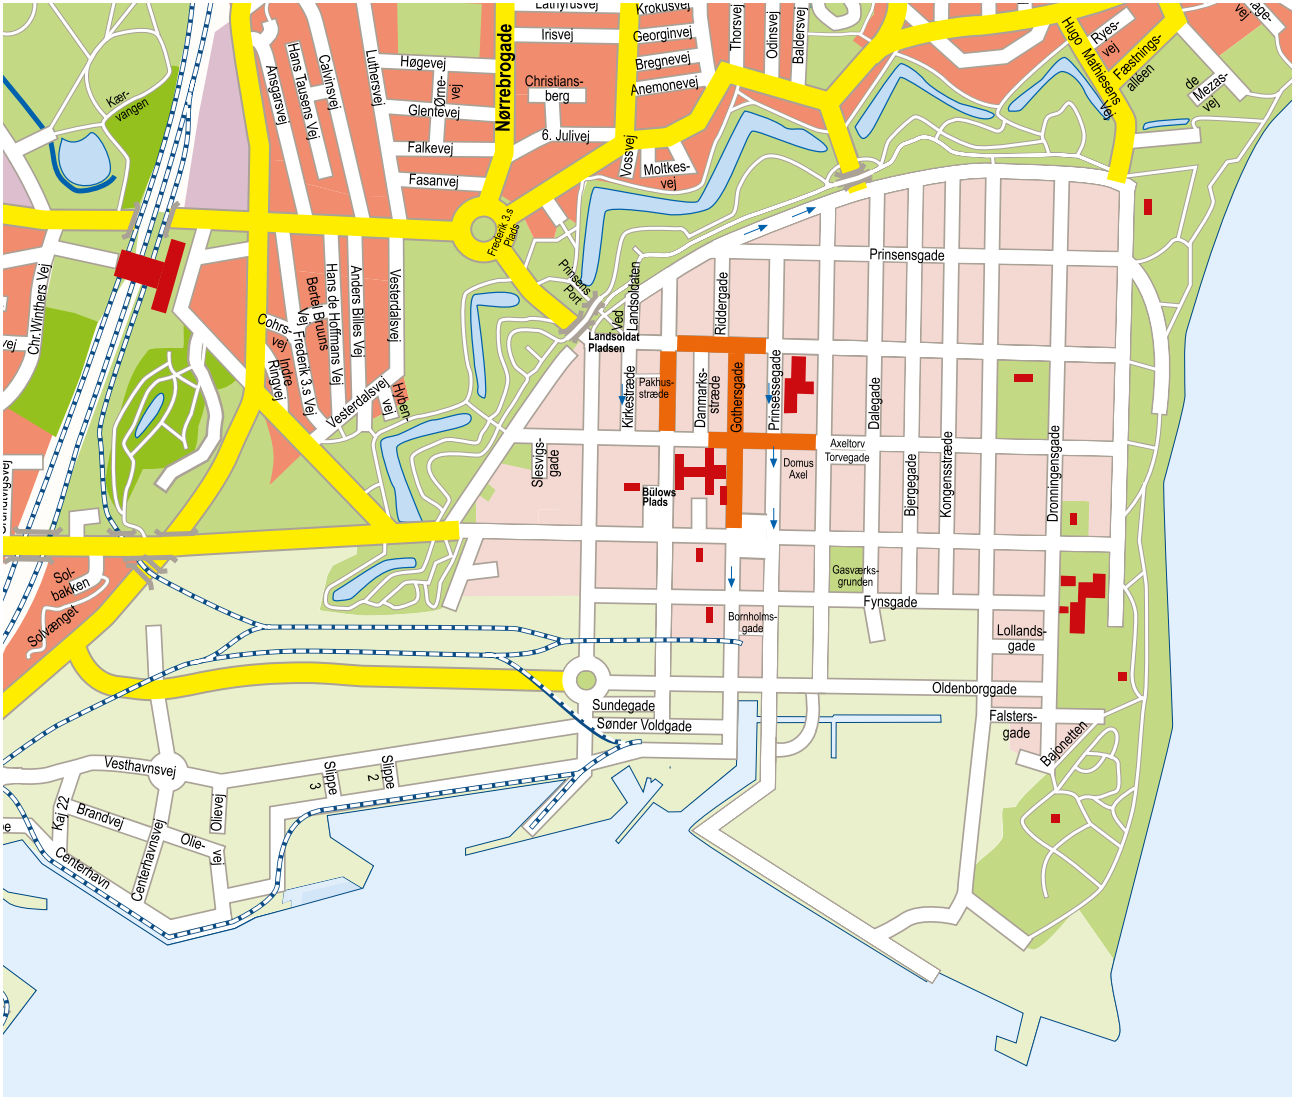 Lathyrusvej
Krokusvej
Irisvej
Georginvej
Bregnevej
Anemonevej
Thorsvej
Odinsvej
Baldersvej
Hugo Mathiesens Vej
Ryes-
vej
Fæstnings-
alléen
de
Mezas-
vej
Kær-
vangen
Ansgarsvej
Hans Tausens Vej
Calvinsvej
Luthersvej
Høgevej
Ørne-
vej
Glentevej
Falkevej
Fasanvej
Nørrebrogade
Christians-
berg
6. Julivej
Vossvej
Moltkes-
vej
Frederik 3.s
Plads
Prinsens
Port
Chr.Winthers Vej
vej
Cohrs-
vej
Indre
Ringvej
Frederik 3.s Vej
Bertel Bruuns
Vej
Hans de Hoffmans Vej
Anders Billes Vej
Vesterdalsvej
Vesterdalsvej
Hyben-
vej
Ved
Landsoldaten
Landsoldat
Pladsen
Riddergade
Prinsensgade
Kirkestræde
Pakhus-
stræde
Danmarks-
stræde
Gothersgade
Prinsessegade
Dalegade
Axeltorv
Torvegade
Domus
Axel
Slesvigs-
gade
Bülows
Plads
Bjergegade
Kongensstræde
Dronningensgade
Gasværks-
grunden
Fynsgade
Bornholms-
gade
Lollands-
gade
Oldenborggade
Falsters-
gade
Bajonetten
Sol-
bakken
Solvænget
Sundegade
Sønder Voldgade
Vesthavnsvej
Slippe
3
Slippe
2
Kaj 22
Brandvej
Olievej
Olie-
vej
Centerhavn
Centerhavnsvej